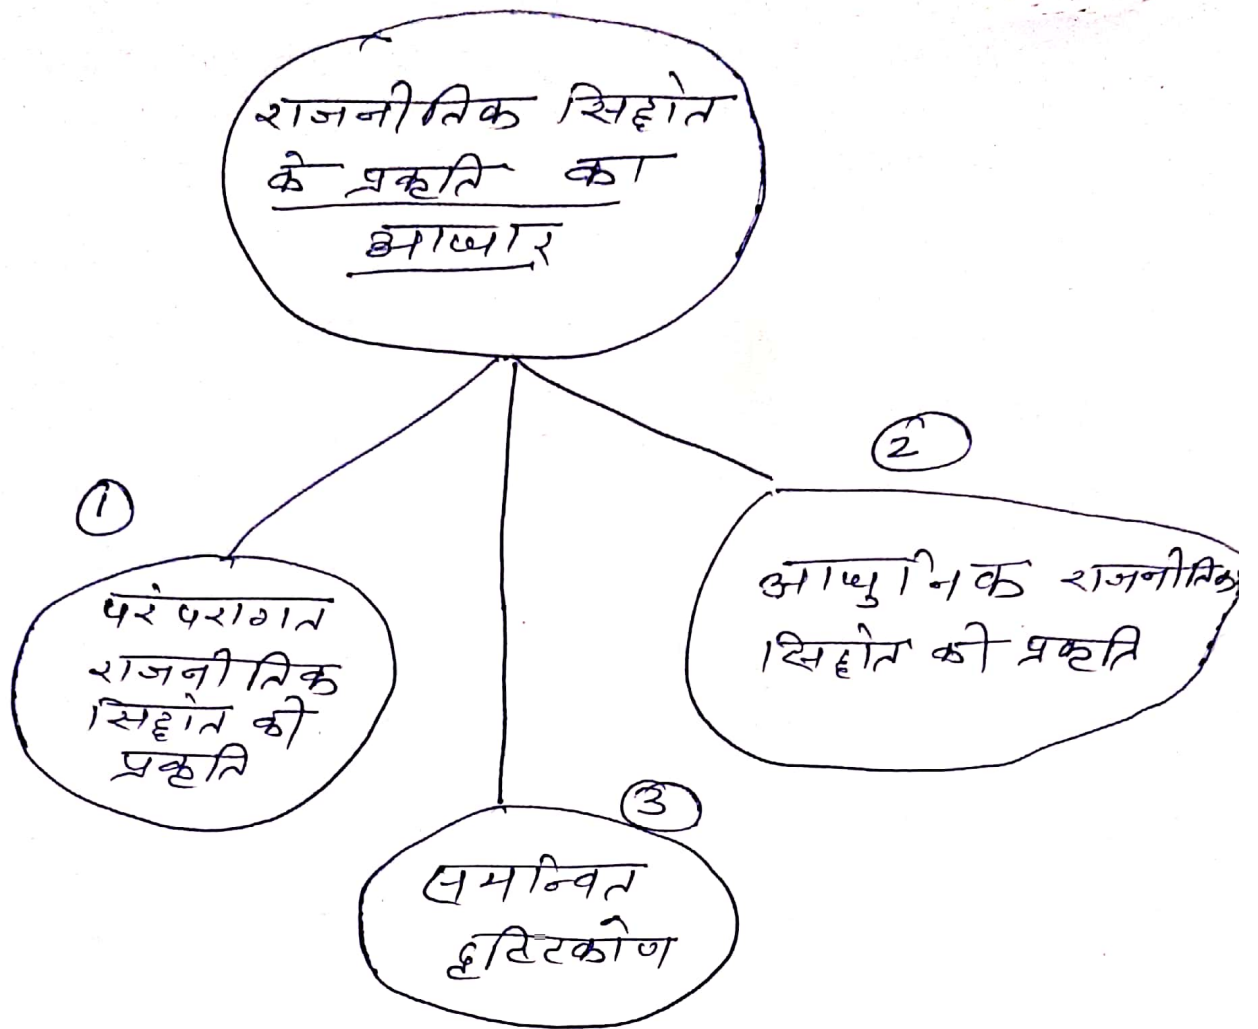 राजनीतिक सिद्धांत
के प्रकृति का
आधार
1
परंपरागत
राजनीतिक
सिद्धांत की
प्रकृति
2
आधुनिक राजनीतिक
सिद्धांत की प्रकृति
3
समन्वित
दृष्टिकोण